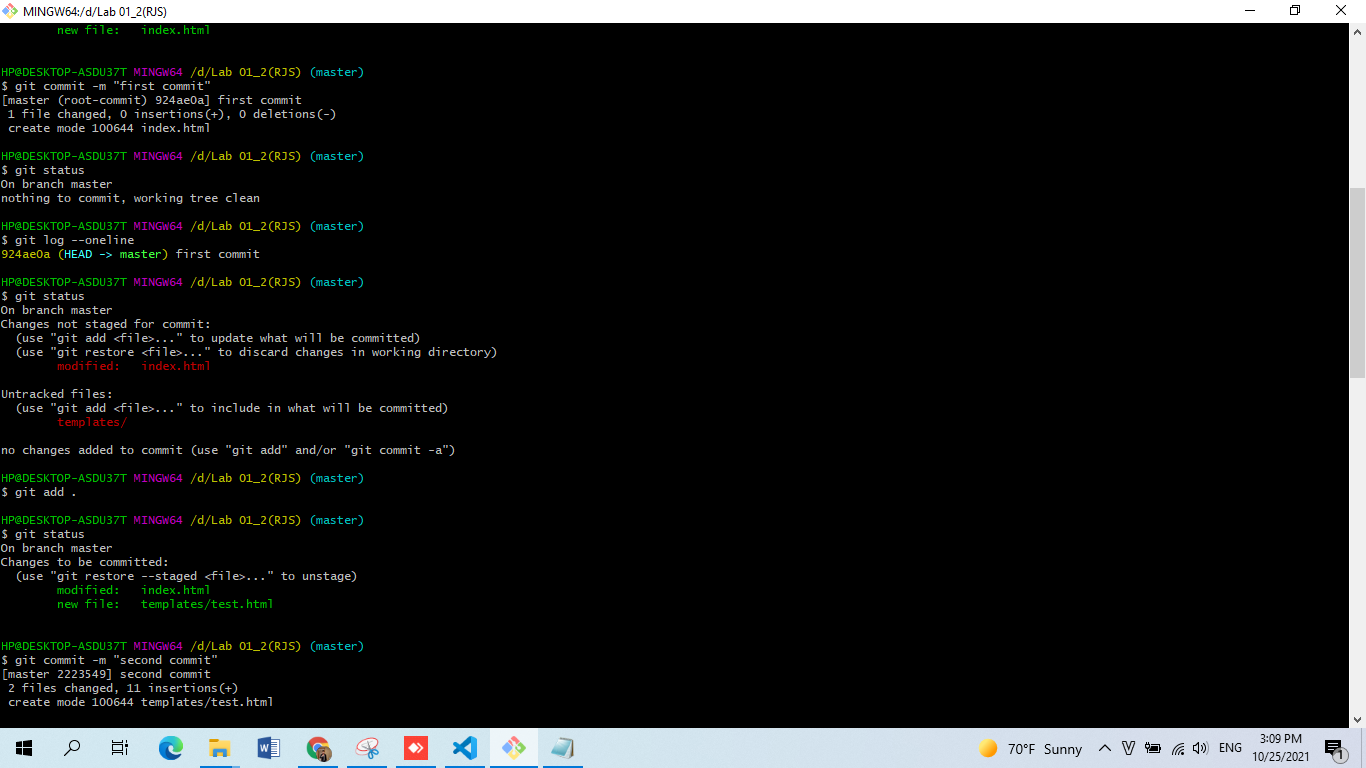 MINGW64:/d/Lab 01_2(RJS)
new file:   index.html
HP@DESKTOP-ASDU37T MINGW64 /d/Lab 01_2(RJS) (master)
$ git commit -m "first commit"
[master (root-commit) 924ae0a] first commit
1 file changed, 0 insertions(+), 0 deletions(-)
create mode 100644 index.html
HP@DESKTOP-ASDU37T MINGW64 /d/Lab 01_2(RJS) (master)
$ git status
On branch master
nothing to commit, working tree clean
HP@DESKTOP-ASDU37T MINGW64 /d/Lab 01_2(RJS) (master)
$ git log --oneline
924ae0a (HEAD -> master) first commit
HP@DESKTOP-ASDU37T MINGW64 /d/Lab 01_2(RJS) (master)
$ git status
On branch master
Changes not staged for commit:
(use "git add <file>..." to update what will be committed)
(use "git restore <file>..." to discard changes in working directory)
modified:   index.html
Untracked files:
(use "git add <file>..." to include in what will be committed)
templates/
no changes added to commit (use "git add" and/or "git commit -a")
HP@DESKTOP-ASDU37T MINGW64 /d/Lab 01_2(RJS) (master)
$ git add .
HP@DESKTOP-ASDU37T MINGW64 /d/Lab 01_2(RJS) (master)
$ git status
On branch master
Changes to be committed:
(use "git restore --staged <file>..." to unstage)
modified:   index.html
new file:   templates/test.html
HP@DESKTOP-ASDU37T MINGW64 /d/Lab 01_2(RJS) (master)
$ git commit -m "second commit"
[master 2223549] second commit
2 files changed, 11 insertions(+)
create mode 100644 templates/test.html
70°F Sunny
ENG
3:09 PM
10/25/2021
1